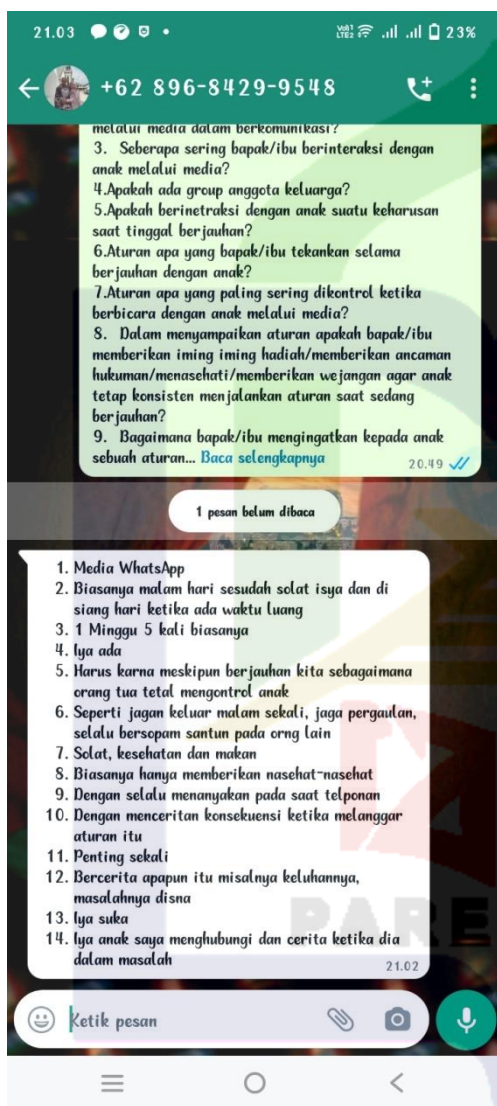 21.03
VoLTE2 23%
+62 896-8429-9548
melalui media dalam berkomunikasi?
3. Seberapa sering bapak/ibu berinteraksi dengan
anak melalui media?
4.Apakah ada group anggota keluarga?
5.Apakah berinetraksi dengan anak suatu keharusan
saat tinggal berjauhan?
6.Aturan apa yang bapak/ibu tekankan selama
berjauhan dengan anak?
7.Aturan apa yang paling sering dikontrol ketika
berbicara dengan anak melalui media?
8. Dalam menyampaikan aturan apakah bapak/ibu
memberikan iming iming hadiah/memberikan ancaman
hukuman/menasehati/memberikan wejangan agar anak
tetap konsisten menjalankan aturan saat sedang
berjauhan?
9. Bagaimana bapak/ibu mengingatkan kepada anak
sebuah aturan... Baca selengkapnya
20.49
1 pesan belum dibaca
1. Media WhatsApp
2. Biasanya malam hari sesudah solat isya dan di
siang hari ketika ada waktu luang
3. 1 Minggu 5 kali biasanya
4. Iya ada
5. Harus karna meskipun berjauhan kita sebagaimana
orang tua tetal mengontrol anak
6. Seperti jagan keluar malam sekali, jaga pergaulan,
selalu bersopam santun pada orng lain
7. Solat, kesehatan dan makan
8. Biasanya hanya memberikan nasehat-nasehat
9. Dengan selalu menanyakan pada saat telponan
10. Dengan menceritan konsekuensi ketika melanggar
aturan itu
11. Penting sekali
12. Bercerita apapun itu misalnya keluhannya,
masalahnya disna
13. Iya suka
14. Iya anak saya menghubungi dan cerita ketika dia
dalam masalah
21.02
PARE
Ketik pesan